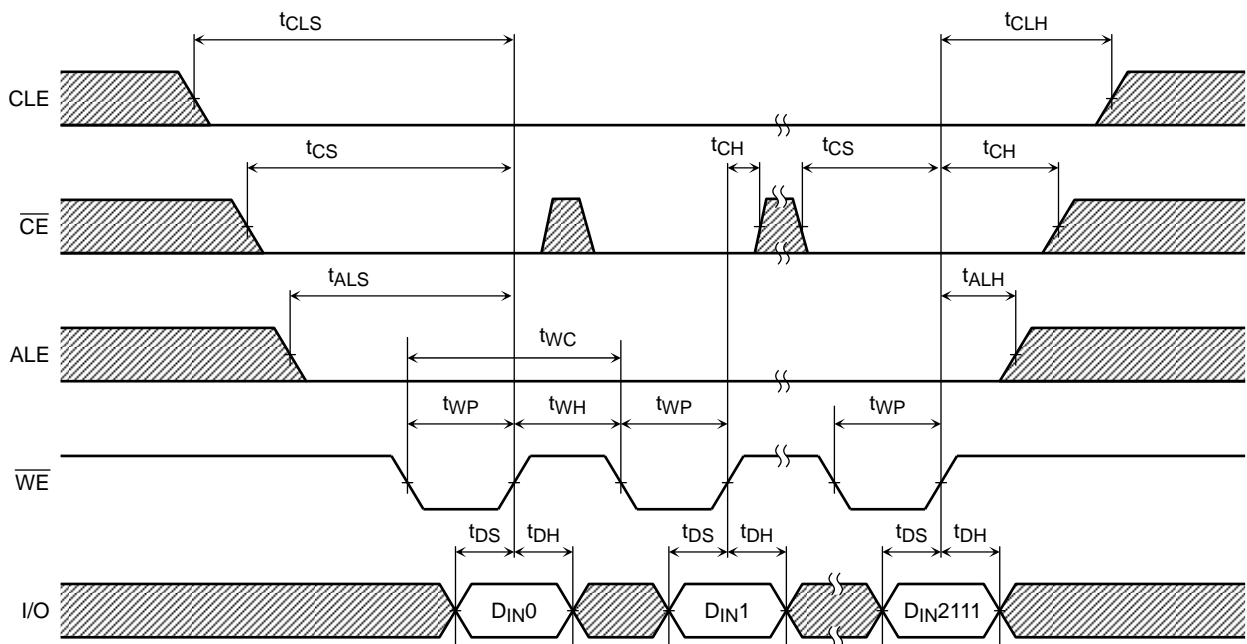 tCLS tCLH
CLE
tCS tCH tCS tCH
CE
tALS tALH
ALE
tWC
tWP tWH tWP tWP
WE
tDS tDH tDS tDH tDS tDH
I/O DIN0 DIN1 DIN2111